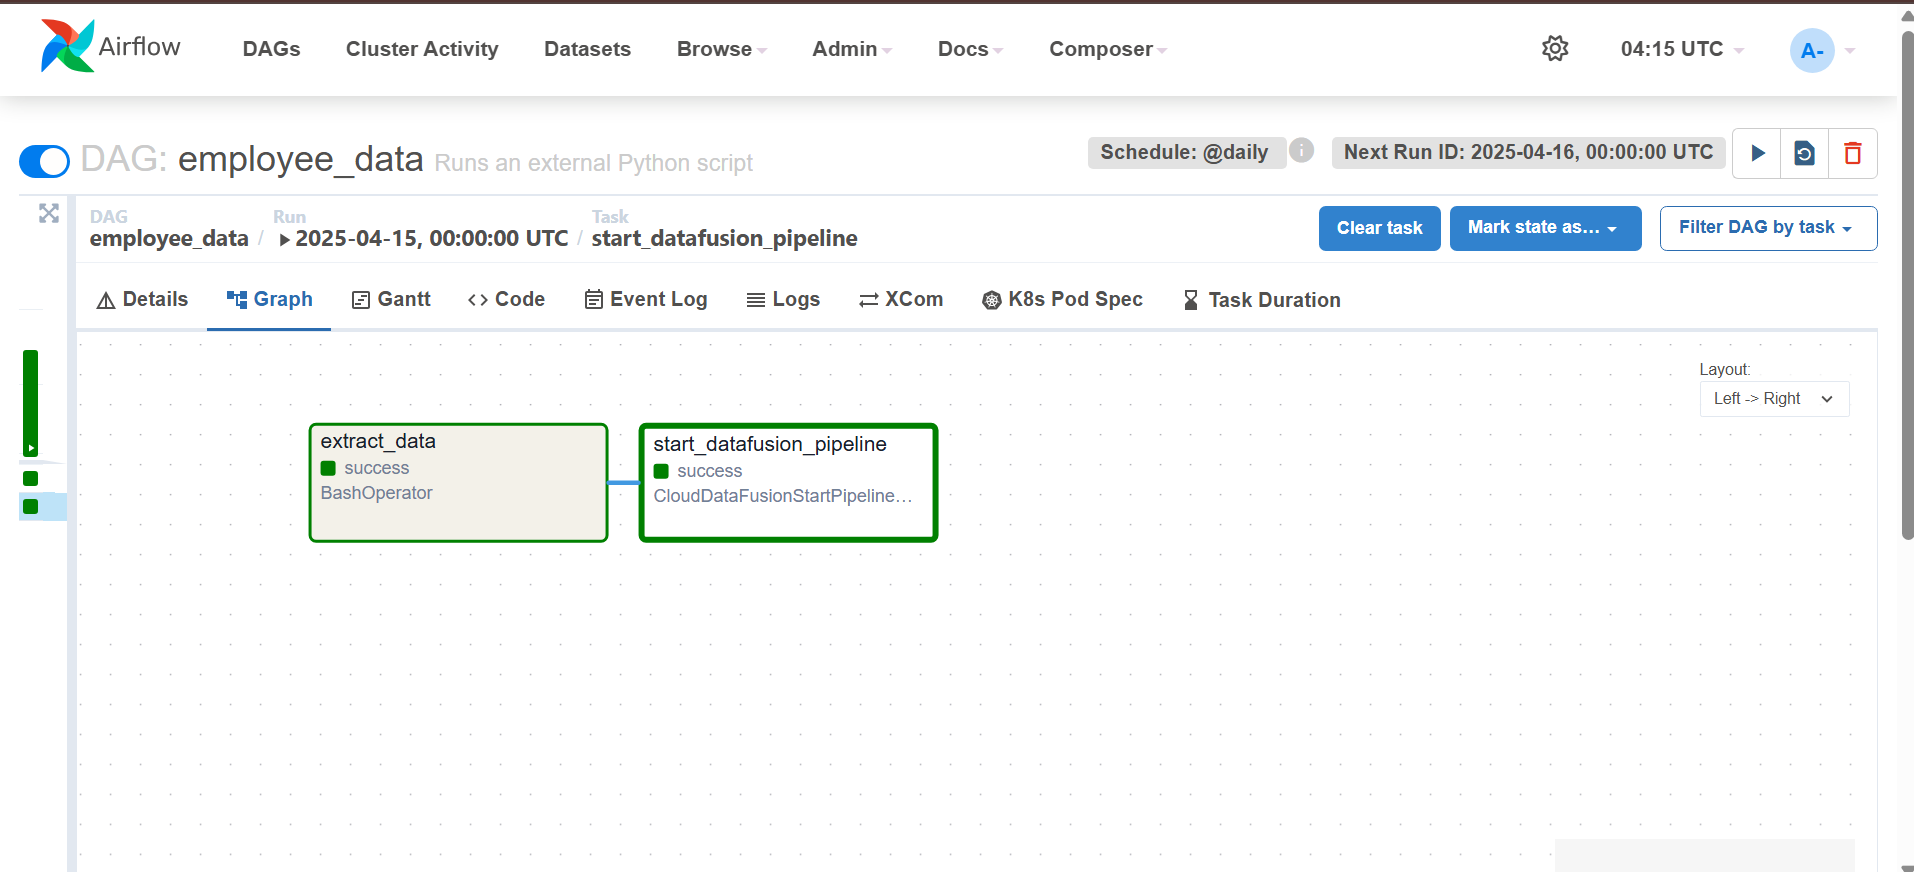 Airflow
DAGs Cluster Activity Datasets Browse Admin Docs Composer 04:15 UTC A-
DAG: employee_data Runs an external Python script
Schedule: @daily i Next Run ID: 2025-04-16, 00:00:00 UTC
DAG Run Task
employee_data / 2025-04-15, 00:00:00 UTC / start_datafusion_pipeline
Clear task Mark state as... Filter DAG by task
Details Graph Gantt Code Event Log Logs XCom K8s Pod Spec Task Duration
Layout:
Left -> Right
extract_data
success
BashOperator
start_datafusion_pipeline
success
CloudDataFusionStartPipeline...